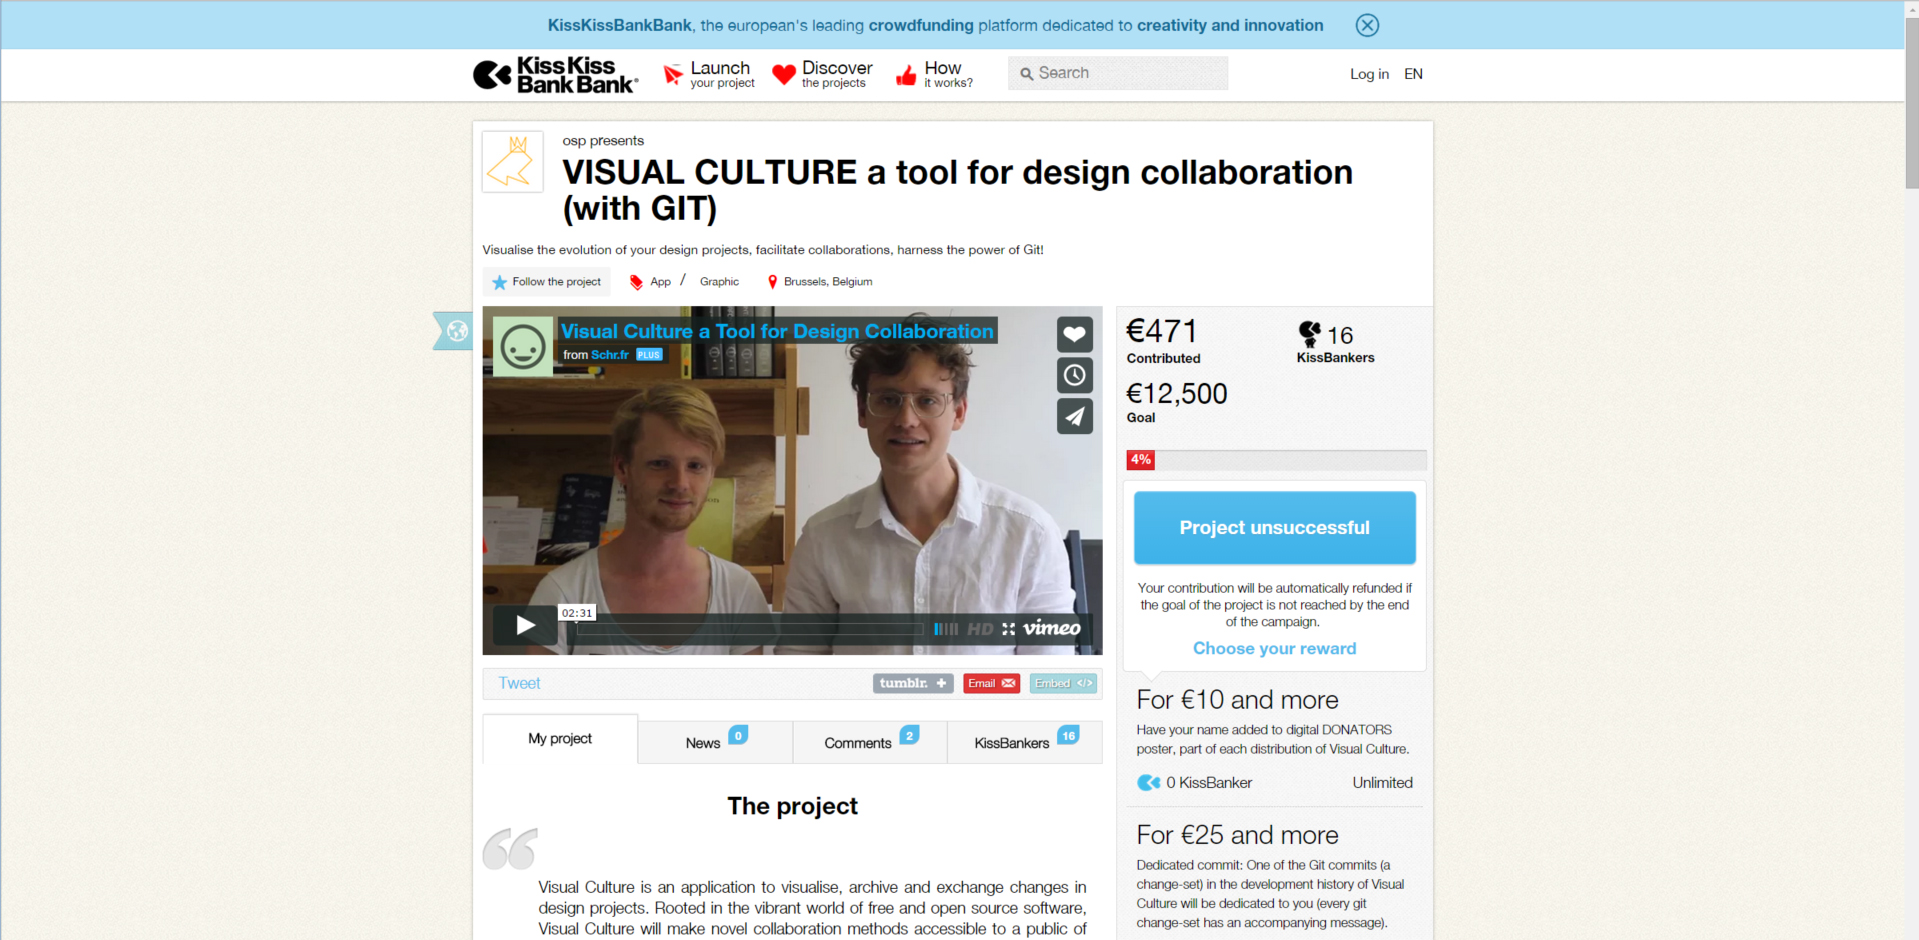 KissKissBankBank, the european's leading crowdfunding platform dedicated to creativity and innovation
KissKiss
BankBank
Launch
your project
Discover
the projects
How
it works?
Search
Log in
EN
osp presents
VISUAL CULTURE a tool for design collaboration
(with GIT)
Visualise the evolution of your design projects, facilitate collaborations, harness the power of Git!
Follow the project
App / Graphic
Brussels, Belgium
Visual Culture a Tool for Design Collaboration
from Schr.fr PLUS
02:31
HD
vimeo
€471
Contributed
16
KissBankers
€12,500
Goal
4%
Project unsuccessful
Your contribution will be automatically refunded if
the goal of the project is not reached by the end
of the campaign.
Choose your reward
Tweet
tumblr. +
Email
Embed </>
My project
News 0
Comments 2
KissBankers 16
The project
“
Visual Culture is an application to visualise, archive and exchange changes in
design projects. Rooted in the vibrant world of free and open source software,
Visual Culture will make novel collaboration methods accessible to a public of
For €10 and more
Have your name added to digital DONATORS
poster, part of each distribution of Visual Culture.
0 KissBanker
Unlimited
For €25 and more
Dedicated commit: One of the Git commits (a
change-set) in the development history of Visual
Culture will be dedicated to you (every git
change-set has an accompanying message).